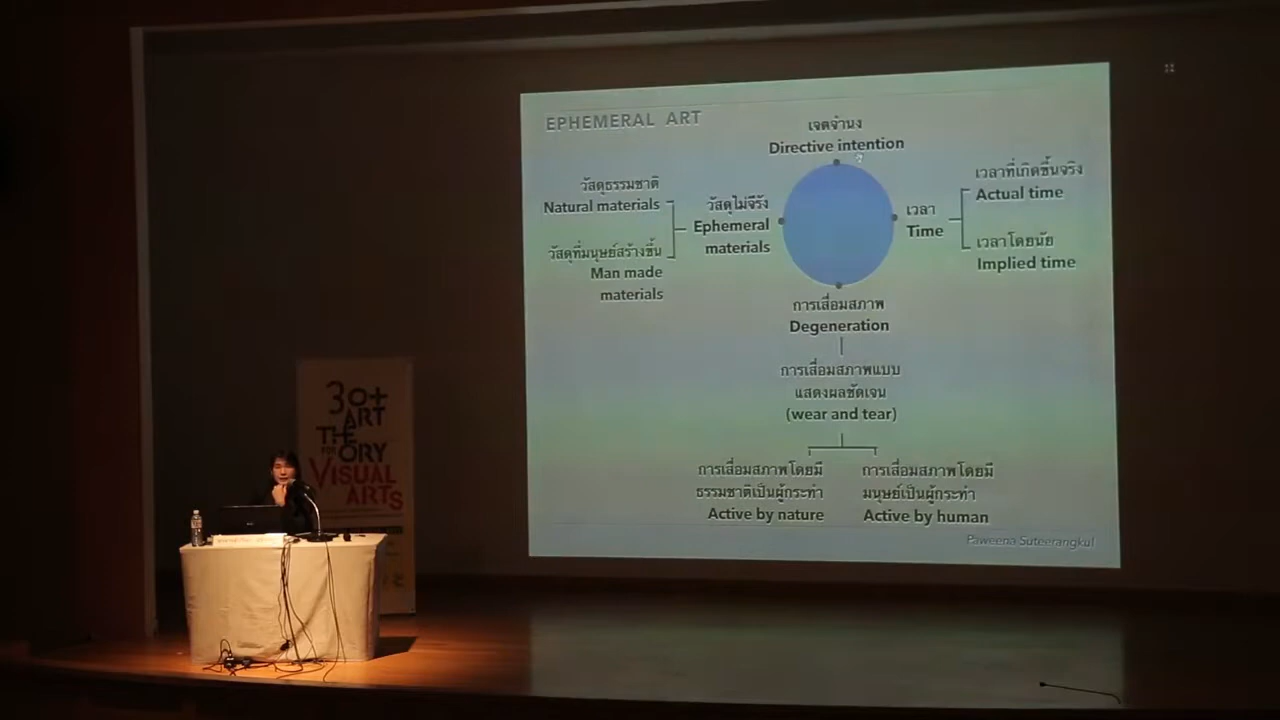 EPHEMERAL ART
เจตจำนง
Directive intention
วัสดุธรรมชาติ
Natural materials
วัสดุที่มนุษย์สร้างขึ้น
Man made
materials
วัสดุไม่จีรัง
Ephemeral
materials
เวลา
Time
เวลาที่เกิดขึ้นจริง
Actual time
เวลาโดยนัย
Implied time
การเสื่อมสภาพ
Degeneration
การเสื่อมสภาพแบบ
แสดงผลชัดเจน
(wear and tear)
การเสื่อมสภาพโดยมี
ธรรมชาติเป็นผู้กระทำ
Active by nature
การเสื่อมสภาพโดยมี
มนุษย์เป็นผู้กระทำ
Active by human
Paweena Suteerangkul
30+
ART
THE
FOR ORY
VISUAL
ARTS